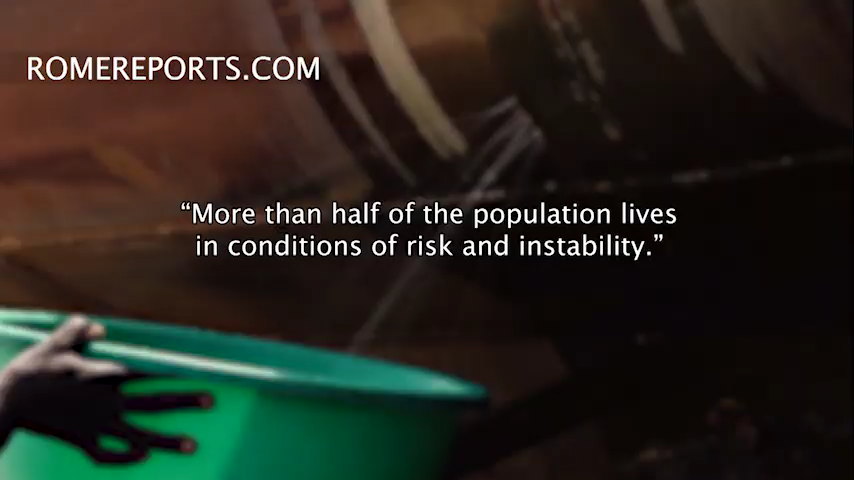 ROMEREPORTS.COM
“More than half of the population lives
in conditions of risk and instability.”